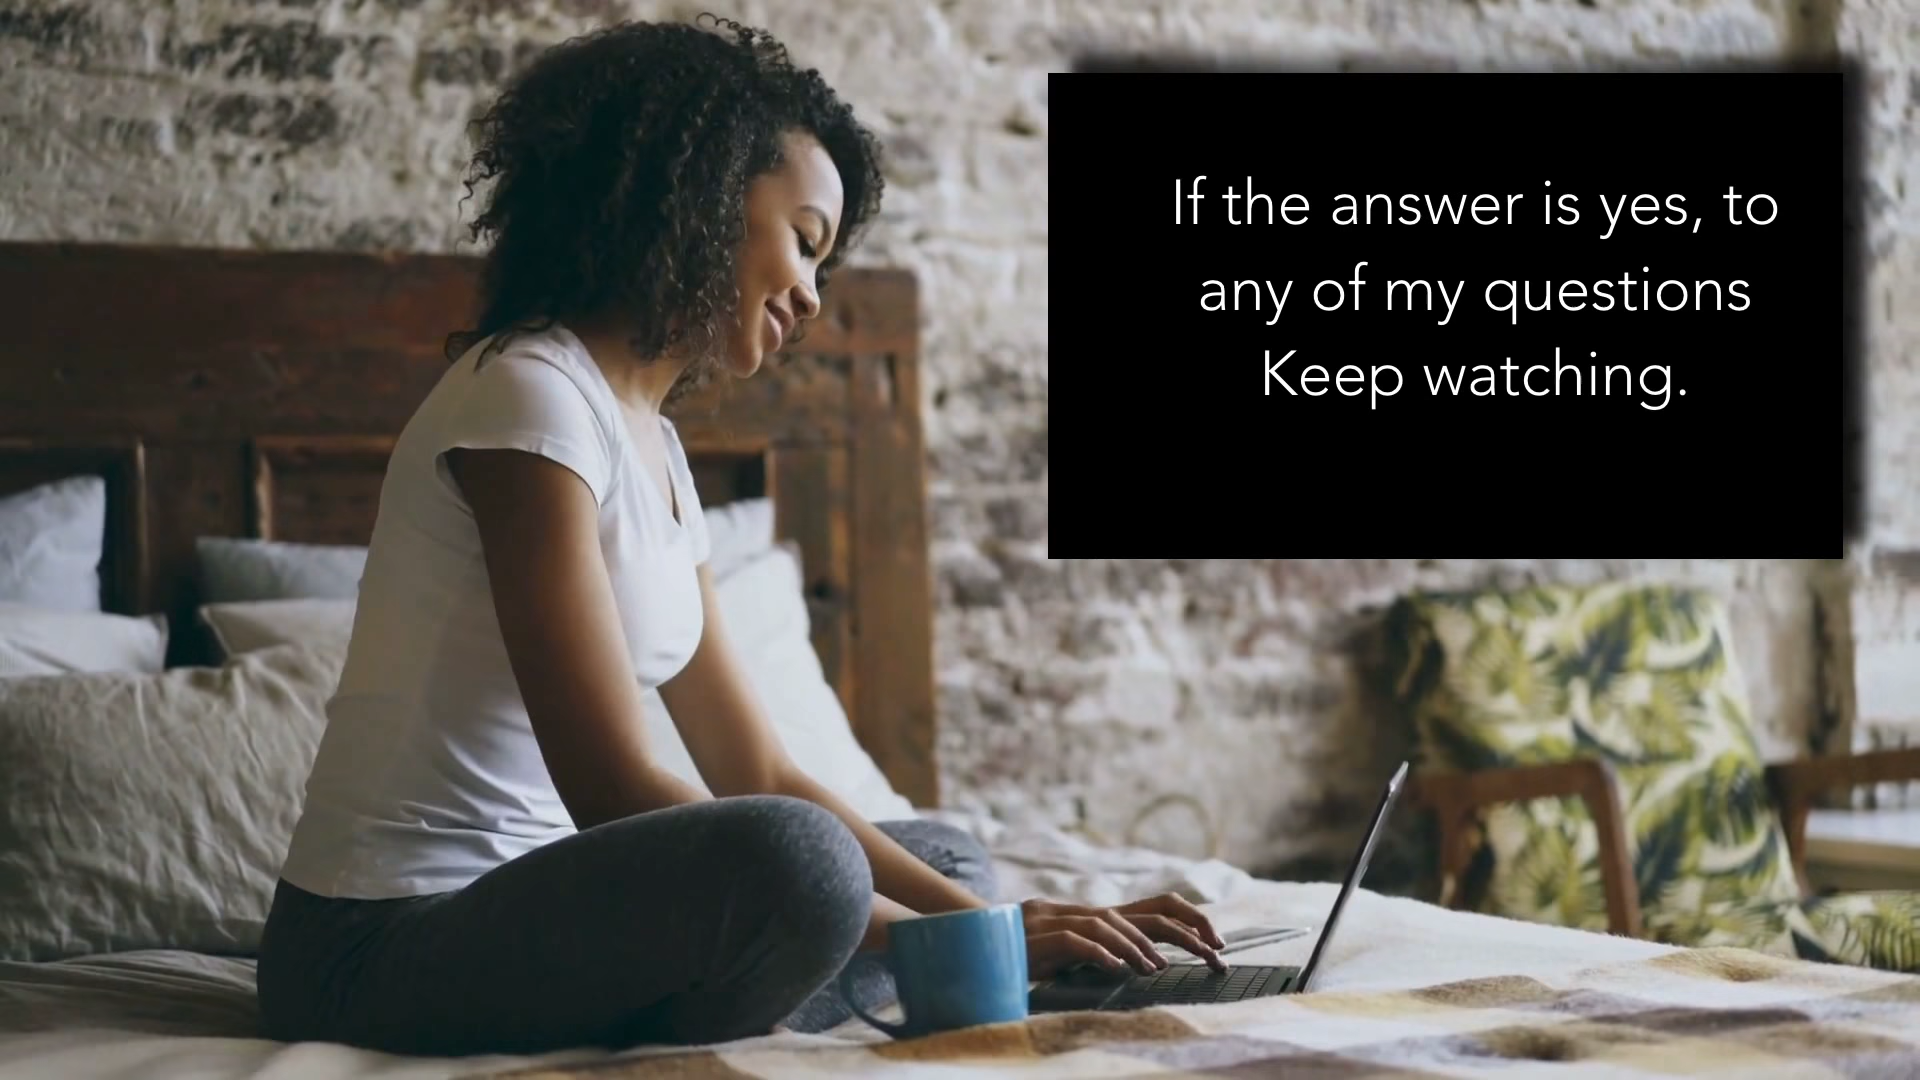 If the answer is yes, to
any of my questions
Keep watching.